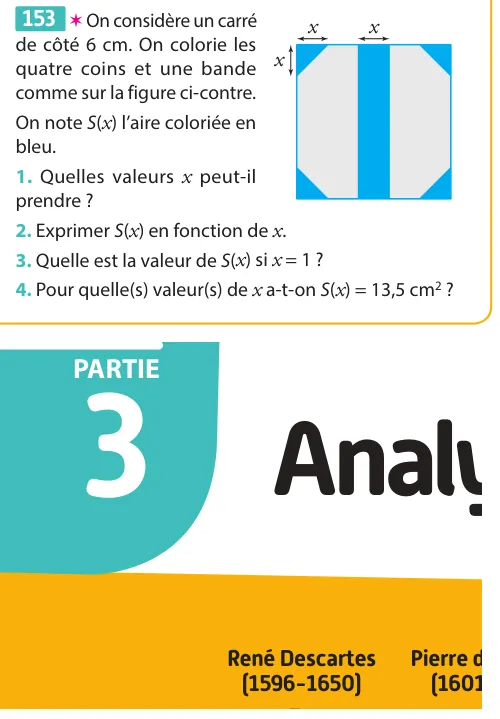 153 ✶ On considère un carré
de côté 6 cm. On colorie les
quatre coins et une bande
comme sur la figure ci-contre.
On note S(x) l'aire coloriée en
bleu.
1. Quelles valeurs x peut-il
prendre ?
2. Exprimer S(x) en fonction de x.
3. Quelle est la valeur de S(x) si x = 1 ?
4. Pour quelle(s) valeur(s) de x a-t-on S(x) = 13,5 cm² ?
x x
x
PARTIE
3
Analy
René Descartes
(1596-1650)
Pierre d
(1601